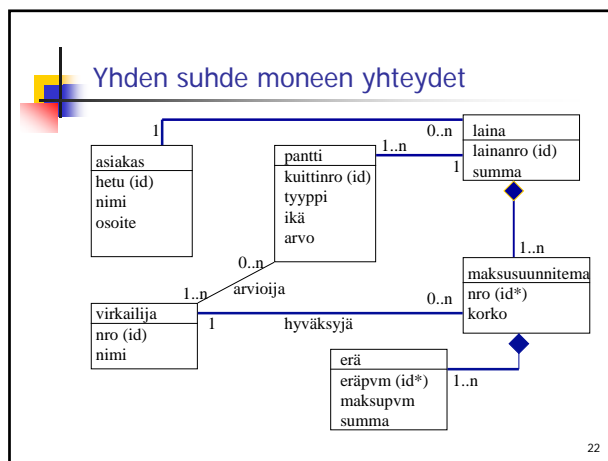 Yhden suhde moneen yhteydet
1
0..n
laina
lainanro (id)
summa
asiakas
hetu (id)
nimi
osoite
pantti
kuittinro (id)
tyyppi
ikä
arvo
1..n
1
1..n
maksusuunnitema
nro (id*)
korko
0..n
1..n
arvioija
virkailija
nro (id)
nimi
1
hyväksyjä
0..n
erä
eräpvm (id*)
maksupvm
summa
1..n
22